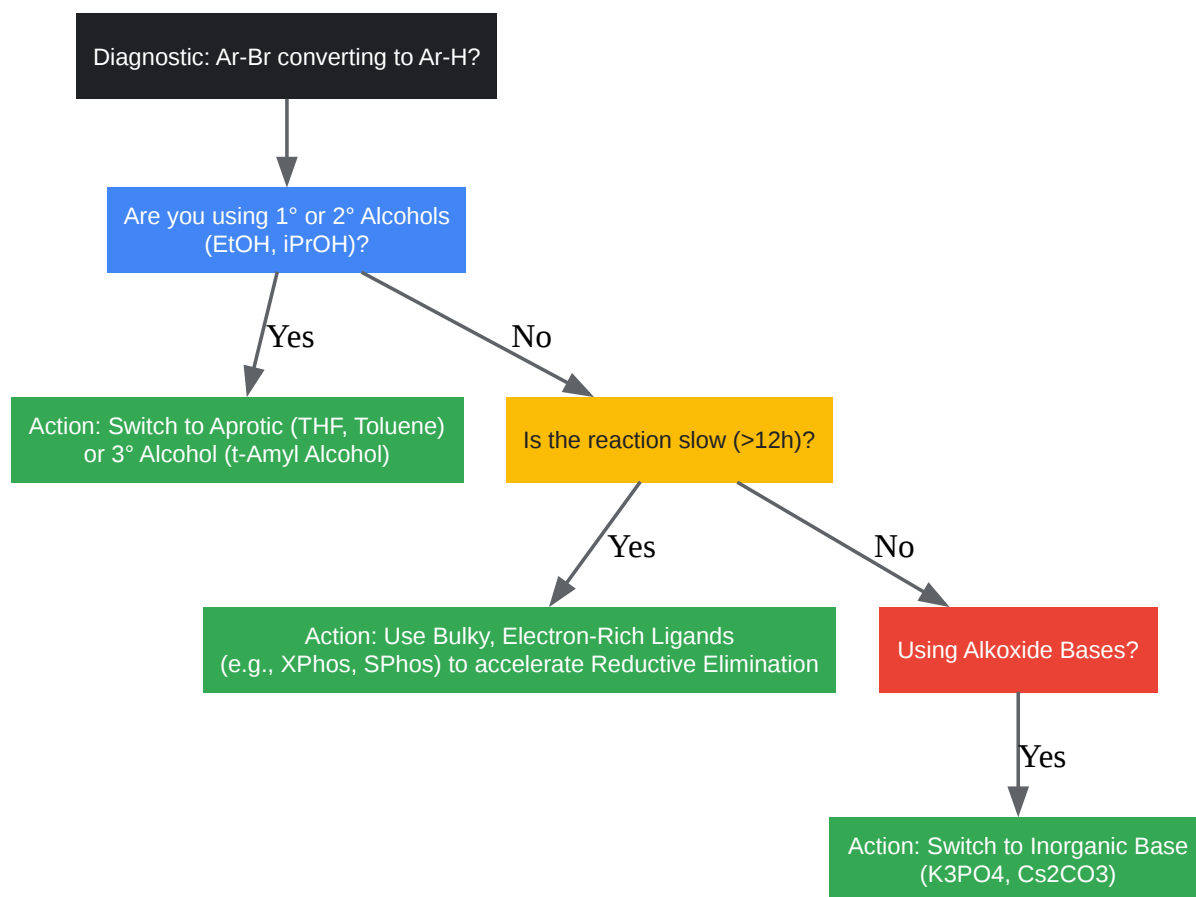 Diagnostic: Ar-Br converting to Ar-H?
Are you using 1° or 2° Alcohols
(EtOH, iPrOH)?
Yes
No
Action: Switch to Aprotic (THF, Toluene)
or 3° Alcohol (t-Amyl Alcohol)
Is the reaction slow (>12h)?
Yes
No
Action: Use Bulky, Electron-Rich Ligands
(e.g., XPhos, SPhos) to accelerate Reductive Elimination
Using Alkoxide Bases?
Yes
Action: Switch to Inorganic Base
(K3PO4, Cs2CO3)